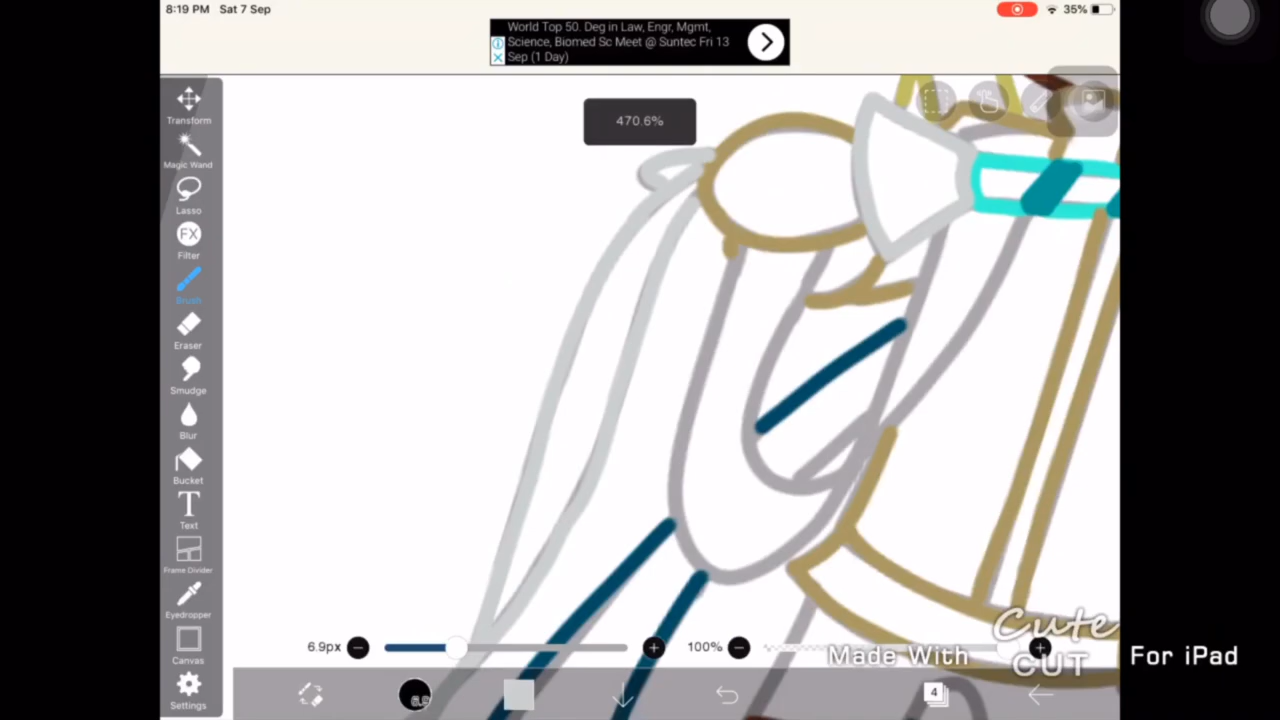 8:19 PM Sat 7 Sep
35%
World Top 50. Deg in Law, Engr, Mgmt,
Science, Biomed Sc Meet @ Suntec Fri 13
Sep (1 Day)
470.6%
Transform
Magic Wand
Lasso
FX
Filter
Brush
Eraser
Smudge
Blur
Bucket
T
Text
Frame Divider
Eyedropper
Canvas
Settings
6.9px
100%
6.9
4
Cute
CUT
Made With
For iPad